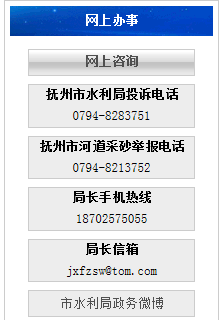 网上办事
网上咨询
抚州市水利局投诉电话
0794-8283751
抚州市河道采砂举报电话
0794-8213752
局长手机热线
18702575055
局长信箱
jxfzsw@tom.com
市水利局政务微博